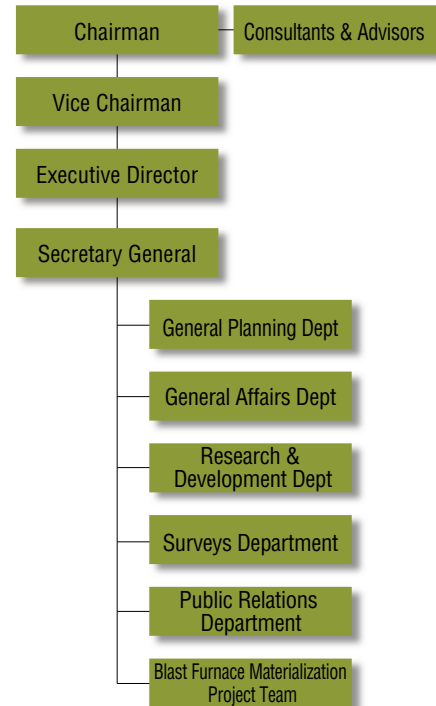 Chairman
Consultants & Advisors
Vice Chairman
Executive Director
Secretary General
General Planning Dept
General Affairs Dept
Research &
Development Dept
Surveys Department
Public Relations
Department
Blast Furnace Materialization
Project Team